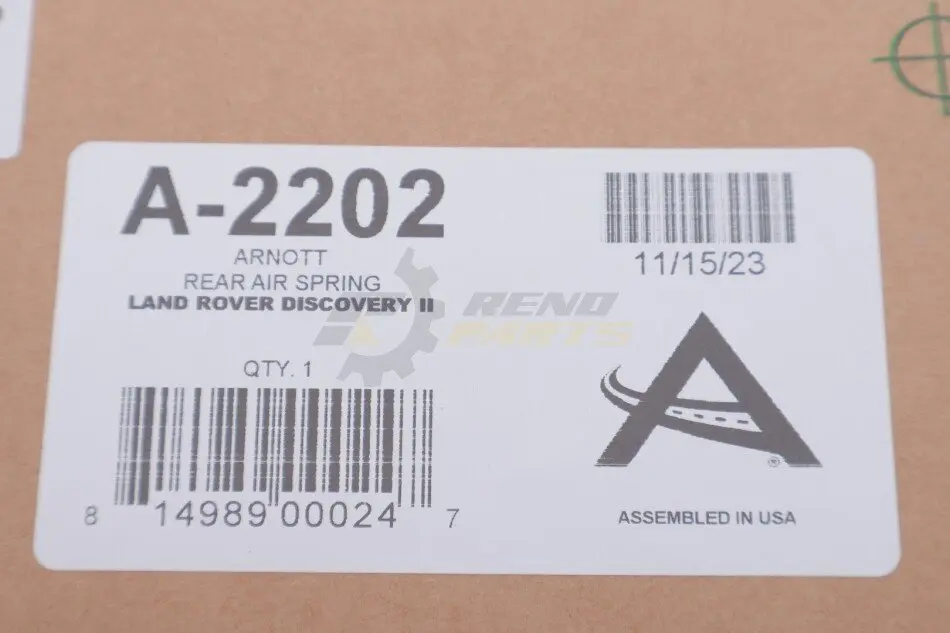 A-2202
ARNOTT
REAR AIR SPRING
LAND ROVER DISCOVERY II
QTY. 1
8 14989 00024 7
11/15/23
ASSEMBLED IN USA
RENO
PARTS